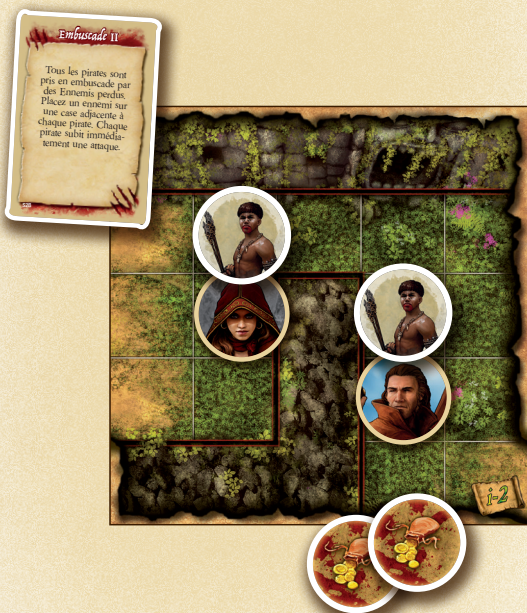 Embuscade II
Tous les pirates sont
pris en embuscade par
des Ennemis perdus.
Placez un ennemi sur
une case adjacente à
chaque pirate. Chaque
pirate subit immédia-
tement une attaque.
i-2